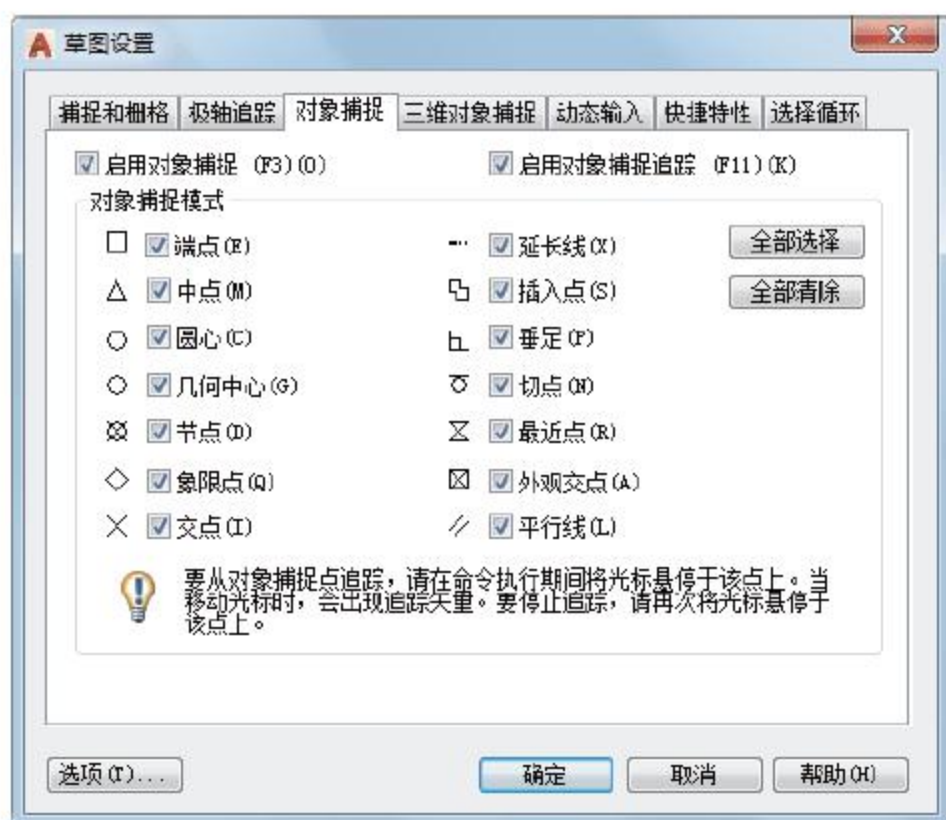 草图设置
捕捉和栅格 极轴追踪 对象捕捉 三维对象捕捉 动态输入 快捷特性 选择循环
启用对象捕捉 (F3)(O) 启用对象捕捉追踪 (F11)(K)
对象捕捉模式
端点(E) 延长线(X) 全部选择
中点(M) 插入点(S) 全部清除
圆心(C) 垂足(P)
几何中心(G) 切点(N)
节点(D) 最近点(R)
象限点(Q) 外观交点(A)
交点(I) 平行线(L)
要从对象捕捉点追踪，请在命令执行期间将光标悬停于该点上。当
移动光标时，会出现追踪矢量。要停止追踪，请再次将光标悬停于
该点上。
选项(T)... 确定 取消 帮助(H)